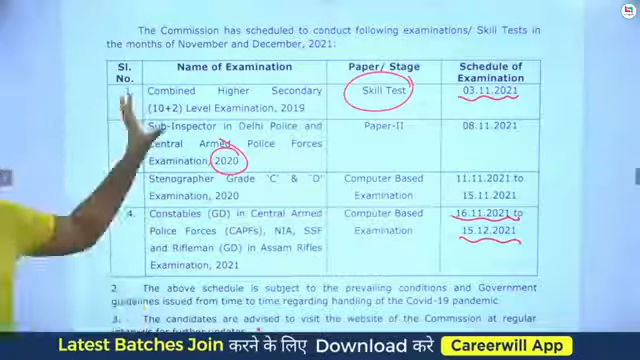 The Commission has scheduled to conduct following examinations/ Skill Tests in
the months of November and December, 2021:
Sl. No. Name of Examination Paper/Stage Schedule of Examination
1. Combined Higher Secondary Skill Test 03.11.2021
(10+2) Level Examination, 2019
Sub-Inspector in Delhi Police and Paper-II 08.11.2021
Central Armed Police Forces
Examination, 2020
Stenographer Grade 'C' & 'D' Computer Based 11.11.2021 to
Examination, 2020 Examination 15.11.2021
4. Constables (GD) in Central Armed Computer Based 16.11.2021 to
Police Forces (CAPFs), NIA, SSF Examination 15.12.2021
and Rifleman (GD) in Assam Rifles
Examination, 2021
2 The above schedule is subject to the prevailing conditions and Government
guidelines issued from time to time regarding handling of the Covid-19 pandemic
3. The candidates are advised to visit the website of the Commission at regular
intervals for further updates
Latest Batches Join करने के लिए Download करे Careerwill App